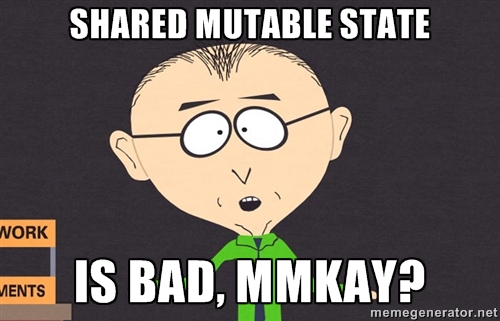 SHARED MUTABLE STATE
WORK
MENTS
IS BAD, MMKAY?
memegenerator.net